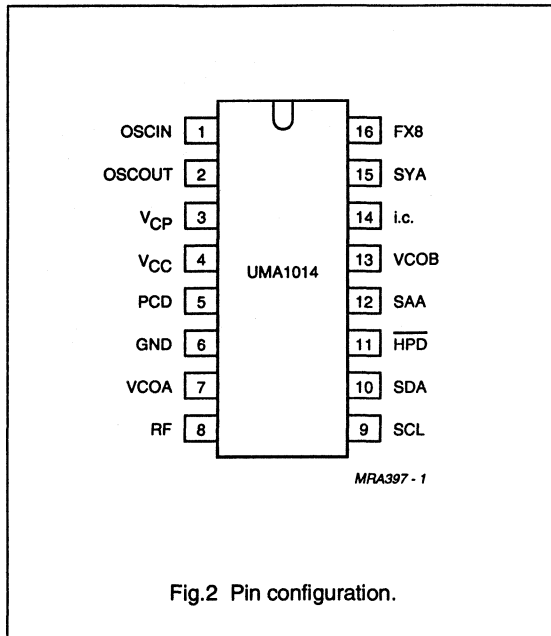 OSCIN 1 16 FX8
OSCOUT 2 15 SYA
VCP 3 14 i.c.
VCC 4 13 VCOB
UMA1014
PCD 5 12 SAA
GND 6 11 HPD
VCOA 7 10 SDA
RF 8 9 SCL
MRA397 - 1
Fig.2 Pin configuration.